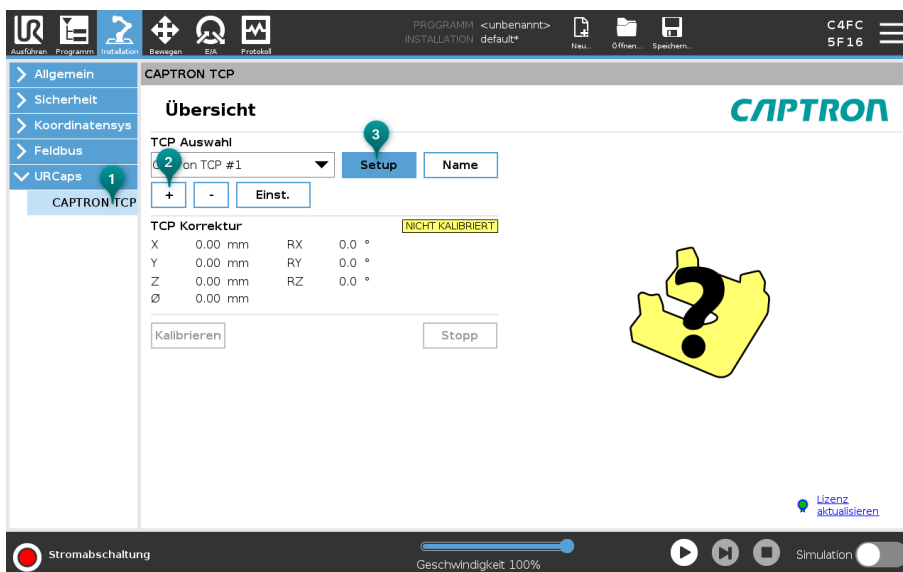 PROGRAMM <unbenannt>
INSTALLATION default*
C4FC
5F16
Ausführen Programm Installation Bewegen E/A Protokoll Neu... Öffnen... Speichern...
Allgemein
Sicherheit
Koordinatensys
Feldbus
URCaps
1
CAPTRON TCP
CAPTRON TCP
Übersicht
CAPTRON
TCP Auswahl
3
2
TCP #1
Setup
Name
+
-
Einst.
TCP Korrektur
NICHT KALIBRIERT
X 0.00 mm RX 0.0 °
Y 0.00 mm RY 0.0 °
Z 0.00 mm RZ 0.0 °
Ø 0.00 mm
Kalibrieren
Stopp
?
Lizenz
aktualisieren
Stromabschaltung
Geschwindigkeit 100%
Simulation